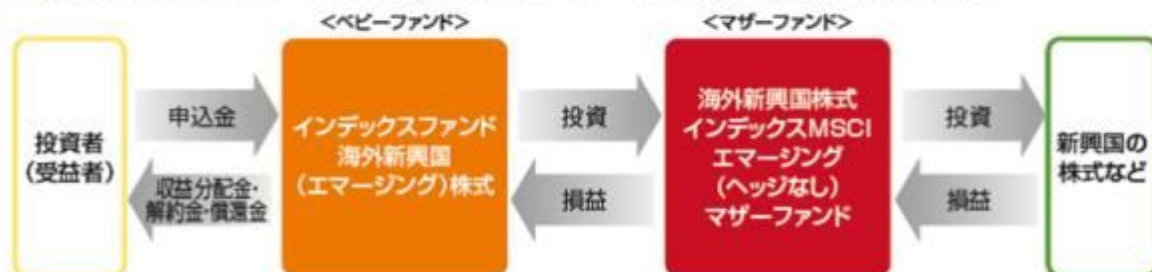 <ベビーファンド>
<マザーファンド>
投資者
(受益者)
申込金
収益分配金・
解約金・償還金
インデックスファンド
海外新興国
(エマージング)株式
投資
損益
海外新興国株式
インデックスMSCI
エマージング
(ヘッジなし)
マザーファンド
投資
損益
新興国の
株式など